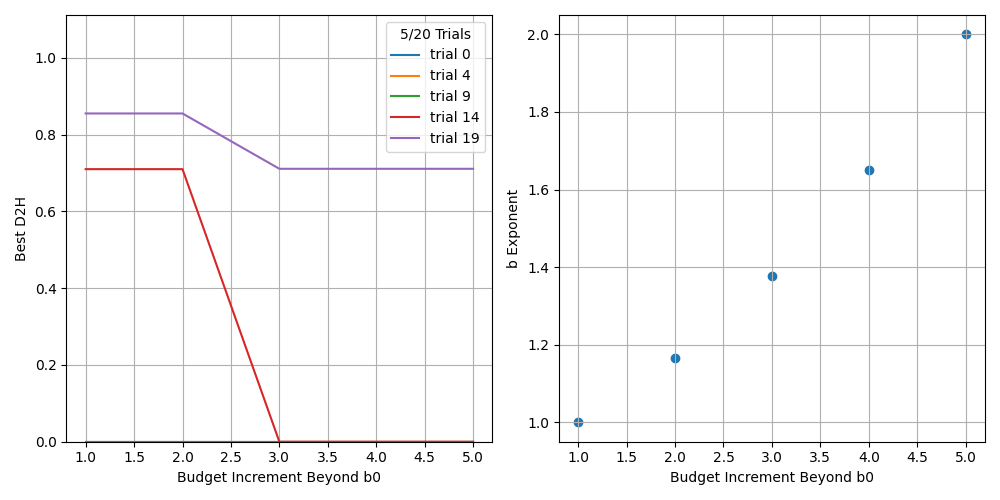 5/20 Trials
trial 0
trial 4
trial 9
trial 14
trial 19
Best D2H
1.0
0.8
0.6
0.4
0.2
0.0
1.0 1.5 2.0 2.5 3.0 3.5 4.0 4.5 5.0
Budget Increment Beyond b0
b Exponent
2.0
1.8
1.6
1.4
1.2
1.0
1.0 1.5 2.0 2.5 3.0 3.5 4.0 4.5 5.0
Budget Increment Beyond b0